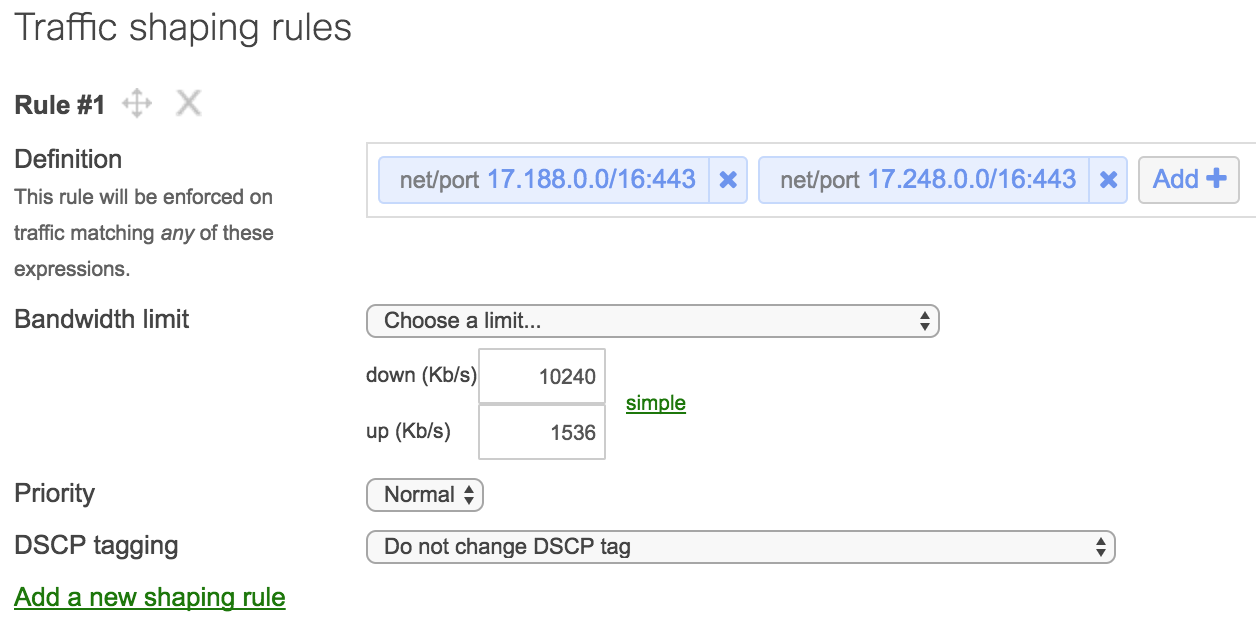 Traffic shaping rules
Rule #1
Definition
This rule will be enforced on
traffic matching any of these
expressions.
net/port 17.188.0.0/16:443 net/port 17.248.0.0/16:443 Add
Bandwidth limit
Choose a limit...
down (Kb/s) 10240
simple
up (Kb/s) 1536
Priority Normal
DSCP tagging Do not change DSCP tag
Add a new shaping rule